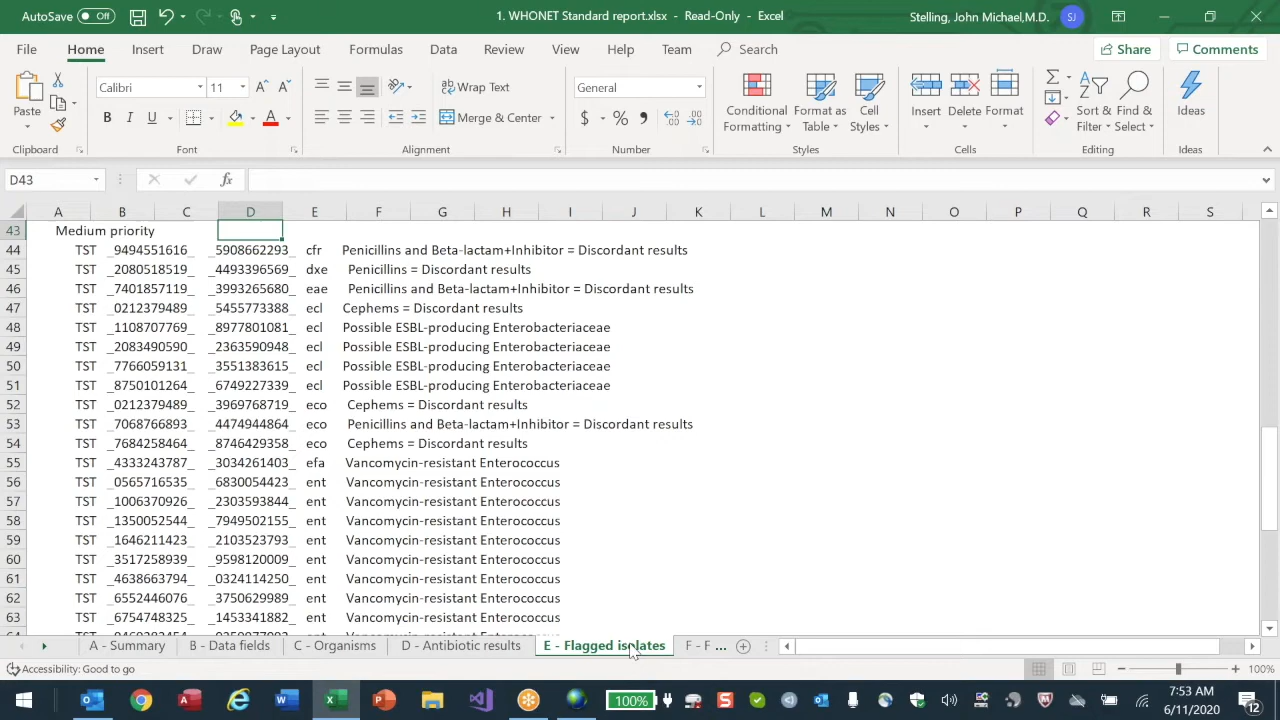 AutoSave Off 1. WHONET Standard report.xlsx - Read-Only - Excel Stelling, John Michael,M.D. SJ
File Home Insert Draw Page Layout Formulas Data Review View Help Team Search Share Comments
Calibri 11 Wrap Text General
Paste B I U Merge & Center $ % Conditional Formatting Format as Table Cell Styles Insert Delete Format Sort & Filter Find & Select Ideas
Clipboard Font Alignment Number Styles Cells Editing Ideas
D43 fx
A B C D E F G H I J K L M N O P Q R S
43 Medium priority
44 TST _9494551616_ _5908662293_ cfr Penicillins and Beta-lactam+Inhibitor = Discordant results
45 TST _2080518519_ _4493396569_ dxe Penicillins = Discordant results
46 TST _7401857119_ _3993265680_ eae Penicillins and Beta-lactam+Inhibitor = Discordant results
47 TST _0212379489_ _5455773388_ ecl Cephems = Discordant results
48 TST _1108707769_ _8977801081_ ecl Possible ESBL-producing Enterobacteriaceae
49 TST _2083490590_ _2363590948_ ecl Possible ESBL-producing Enterobacteriaceae
50 TST _7766059131_ _3551383615_ ecl Possible ESBL-producing Enterobacteriaceae
51 TST _8750101264_ _6749227339_ ecl Possible ESBL-producing Enterobacteriaceae
52 TST _0212379489_ _3969768719_ eco Cephems = Discordant results
53 TST _7068766893_ _4474944864_ eco Penicillins and Beta-lactam+Inhibitor = Discordant results
54 TST _7684258464_ _8746429358_ eco Cephems = Discordant results
55 TST _4333243787_ _3034261403_ efa Vancomycin-resistant Enterococcus
56 TST _0565716535_ _6830054423_ ent Vancomycin-resistant Enterococcus
57 TST _1006370926_ _2303593844_ ent Vancomycin-resistant Enterococcus
58 TST _1350052544_ _7949502155_ ent Vancomycin-resistant Enterococcus
59 TST _1646211423_ _2103523793_ ent Vancomycin-resistant Enterococcus
60 TST _3517258939_ _9598120009_ ent Vancomycin-resistant Enterococcus
61 TST _4638663794_ _0324114250_ ent Vancomycin-resistant Enterococcus
62 TST _6552446076_ _3750629989_ ent Vancomycin-resistant Enterococcus
63 TST _6754748325_ _1453341882_ ent Vancomycin-resistant Enterococcus
A - Summary B - Data fields C - Organisms D - Antibiotic results E - Flagged isolates F - F ...
Accessibility: Good to go 100%
100% 7:53 AM
6/11/2020 12